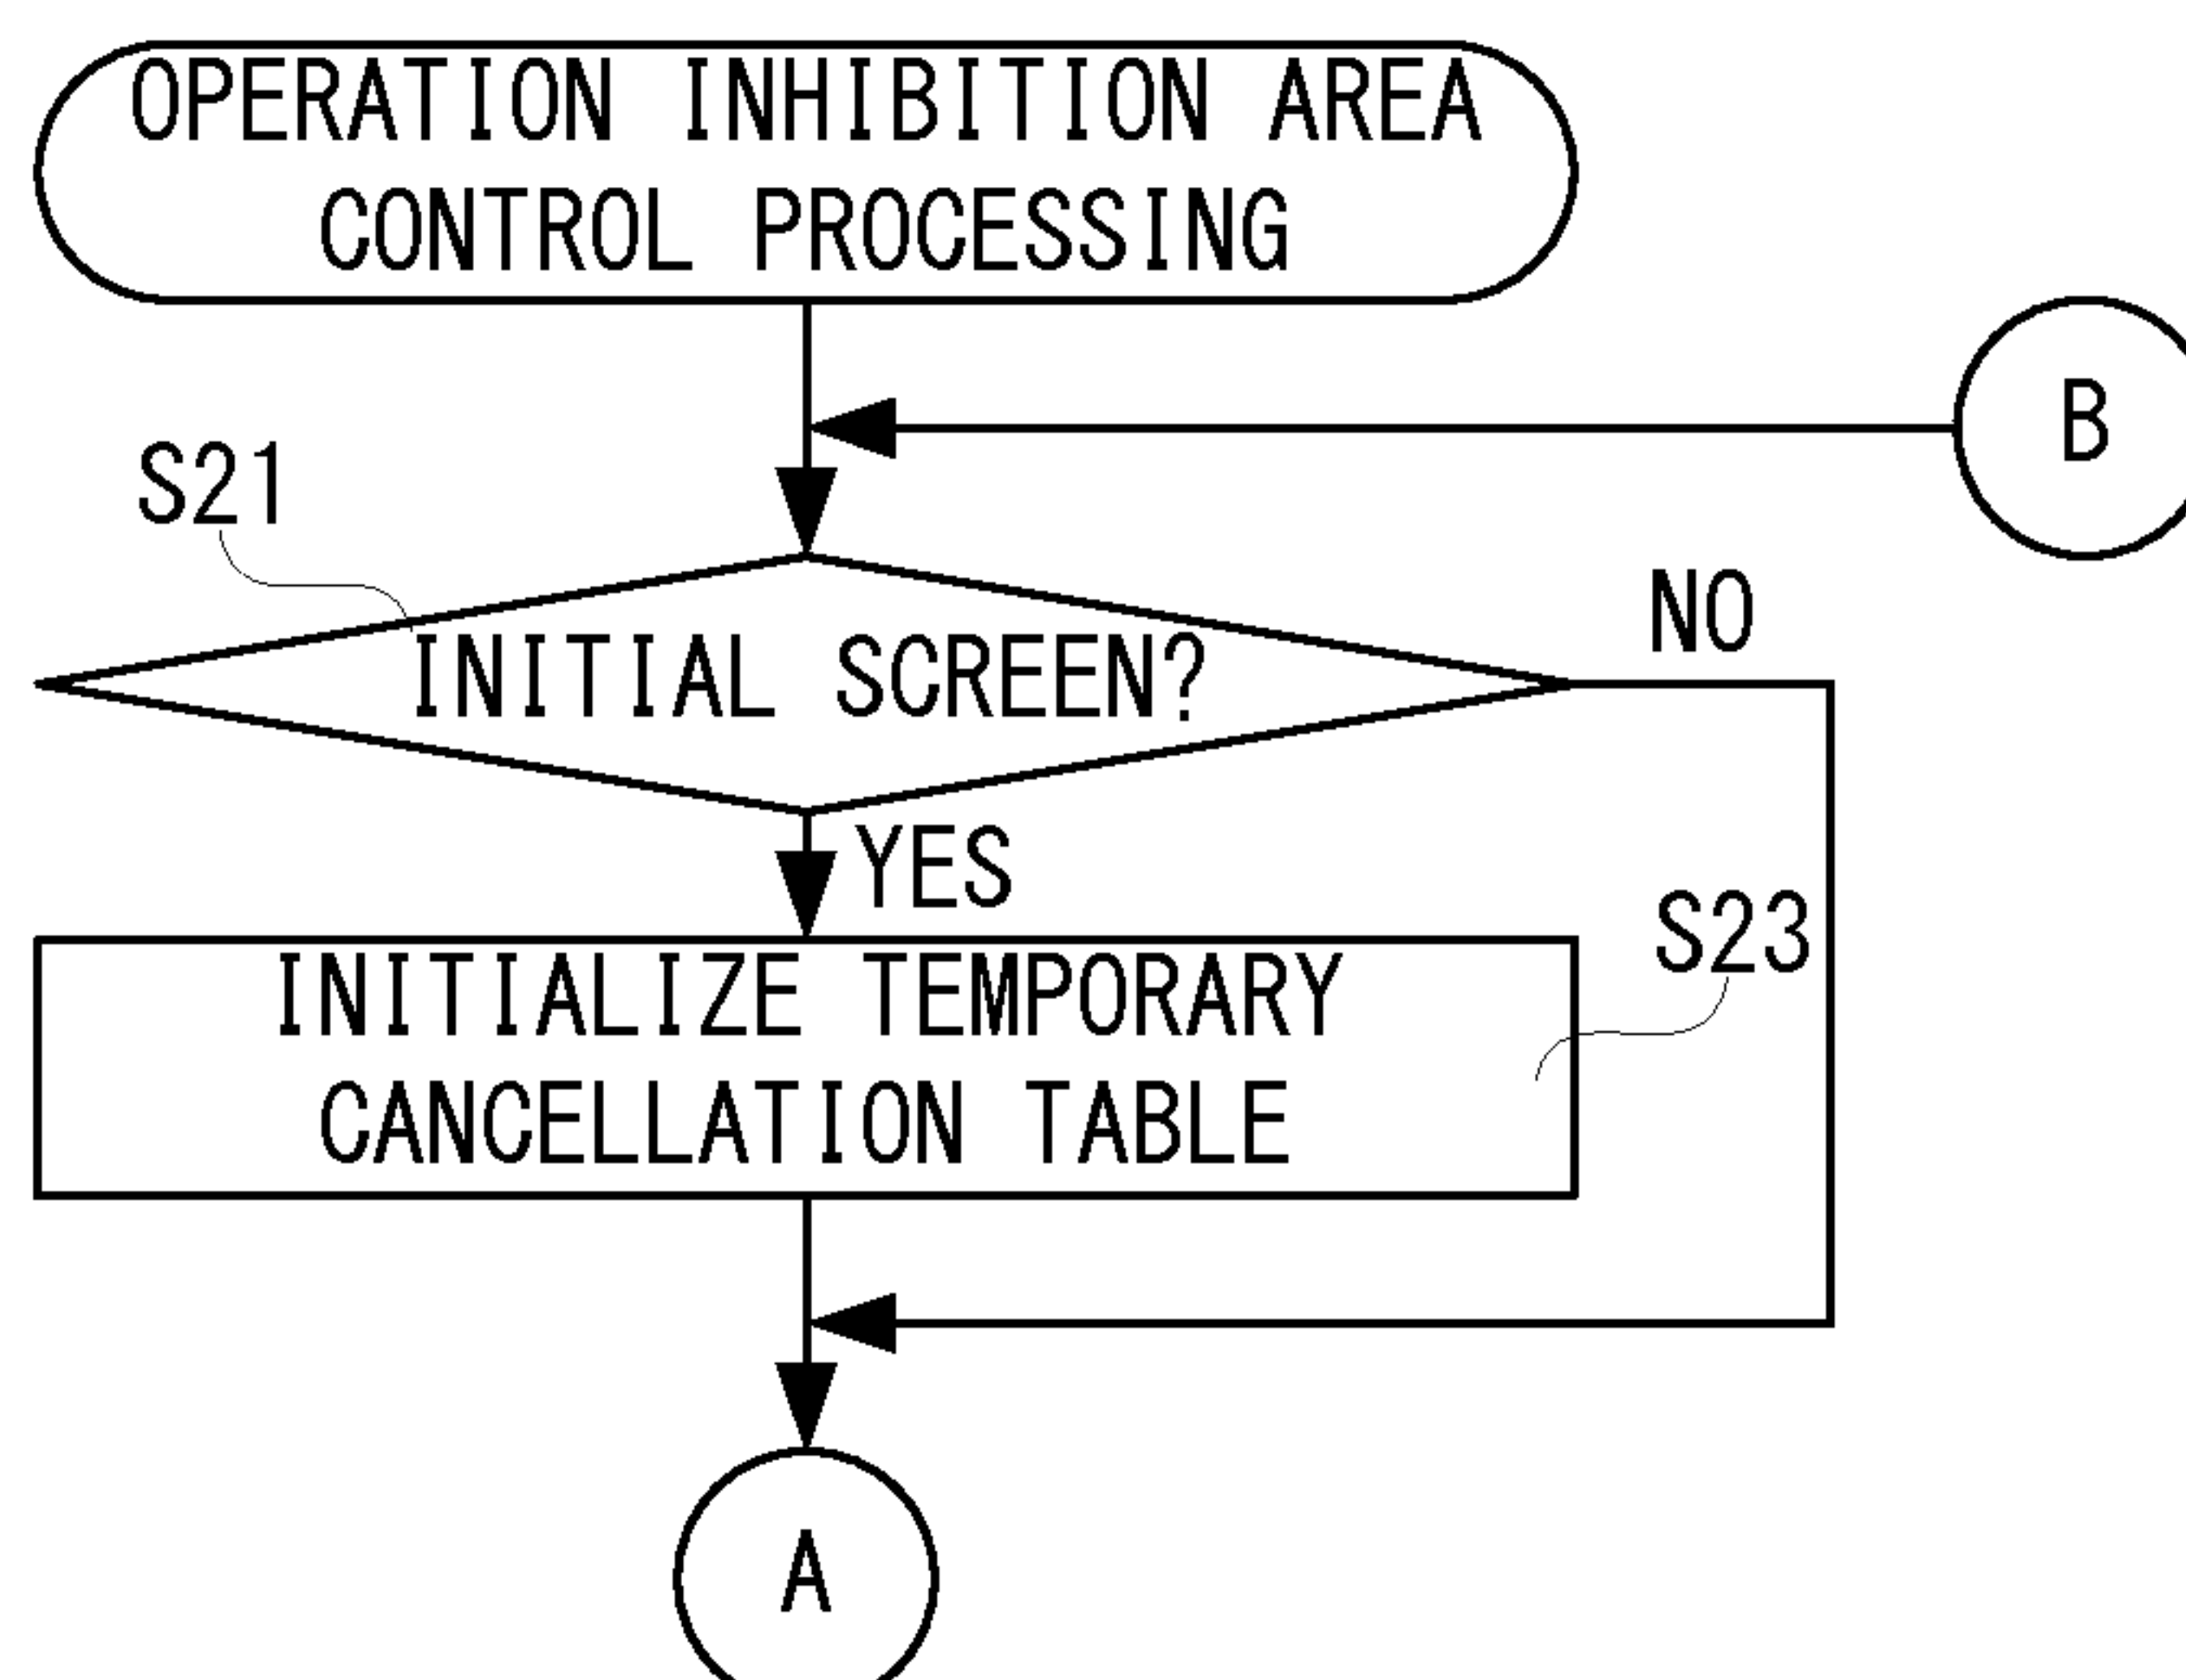 OPERATION INHIBITION AREA
CONTROL PROCESSING
B
S21
NO
INITIAL SCREEN?
YES
S23
INITIALIZE TEMPORARY
CANCELLATION TABLE
A